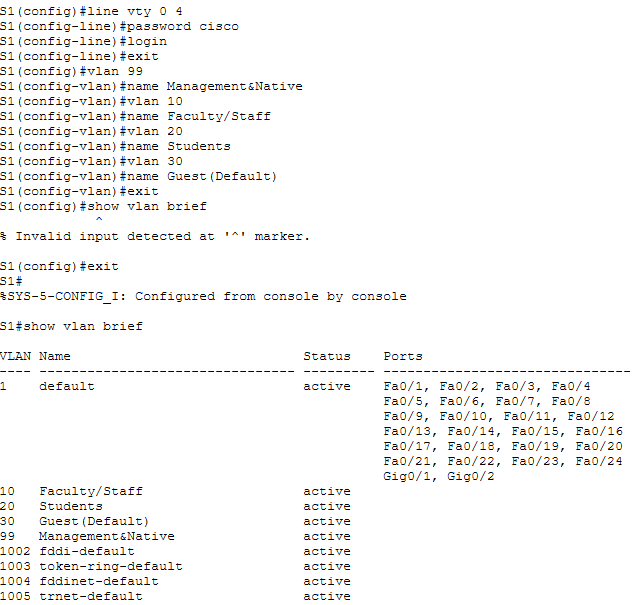 S1(config)#line vty 0 4
S1(config-line)#password cisco
S1(config-line)#login
S1(config-line)#exit
S1(config)#vlan 99
S1(config-vlan)#name Management&Native
S1(config-vlan)#vlan 10
S1(config-vlan)#name Faculty/Staff
S1(config-vlan)#vlan 20
S1(config-vlan)#name Students
S1(config-vlan)#vlan 30
S1(config-vlan)#name Guest(Default)
S1(config-vlan)#exit
S1(config)#show vlan brief
            ^
% Invalid input detected at '^' marker.

S1(config)#exit
S1#
%SYS-5-CONFIG_I: Configured from console by console

S1#show vlan brief

VLAN Name                             Status    Ports
---- -------------------------------- --------- -------------------------------
1    default                          active    Fa0/1, Fa0/2, Fa0/3, Fa0/4
                                                Fa0/5, Fa0/6, Fa0/7, Fa0/8
                                                Fa0/9, Fa0/10, Fa0/11, Fa0/12
                                                Fa0/13, Fa0/14, Fa0/15, Fa0/16
                                                Fa0/17, Fa0/18, Fa0/19, Fa0/20
                                                Fa0/21, Fa0/22, Fa0/23, Fa0/24
                                                Gig0/1, Gig0/2
10   Faculty/Staff                    active
20   Students                         active
30   Guest(Default)                   active
99   Management&Native                active
1002 fddi-default                     active
1003 token-ring-default               active
1004 fddinet-default                  active
1005 trnet-default                    active